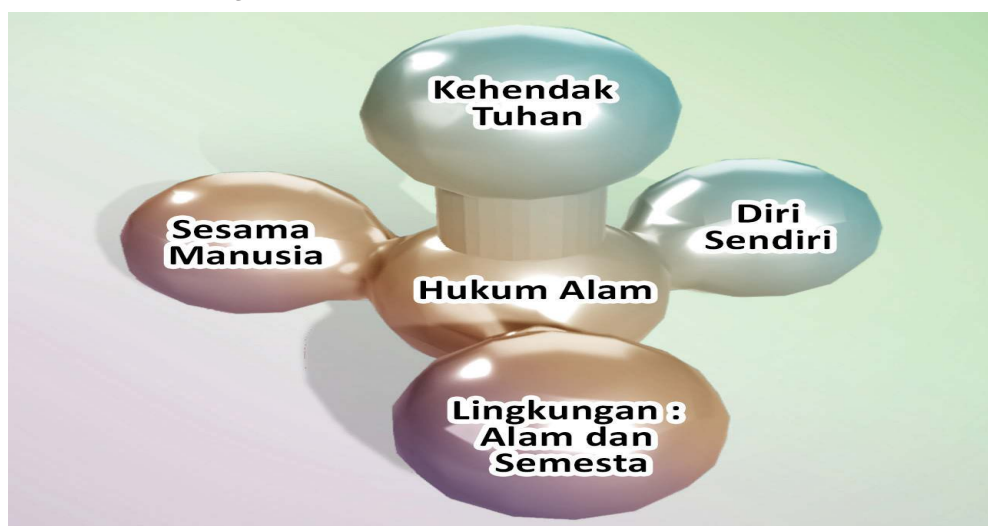 Kehendak
Tuhan
Sesama
Manusia
Diri
Sendiri
Hukum Alam
Lingkungan :
Alam dan
Semesta